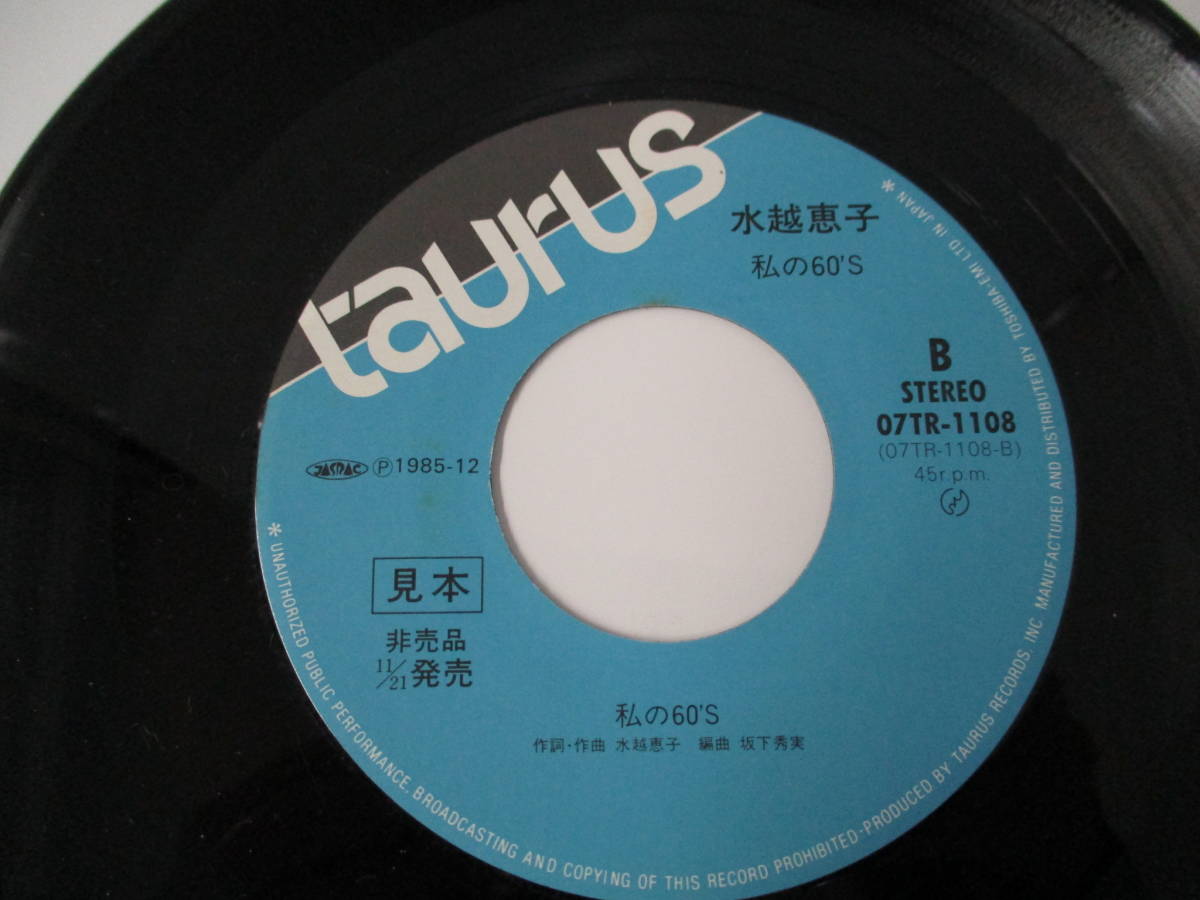 taurus
水越恵子
私の60'S
B
STEREO
07TR-1108
(07TR-1108-B)
45r.p.m.
JASRAC Ⓟ1985-12
見本
非売品
11/21発売
私の60'S
作詞・作曲 水越恵子 編曲 坂下秀実
* UNAUTHORIZED PUBLIC PERFORMANCE, BROADCASTING AND COPYING OF THIS RECORD PROHIBITED-PRODUCED BY TAURUS RECORDS, INC MANUFACTURED AND DISTRIBUTED BY TOSHIBA-EMI LTD IN JAPAN *